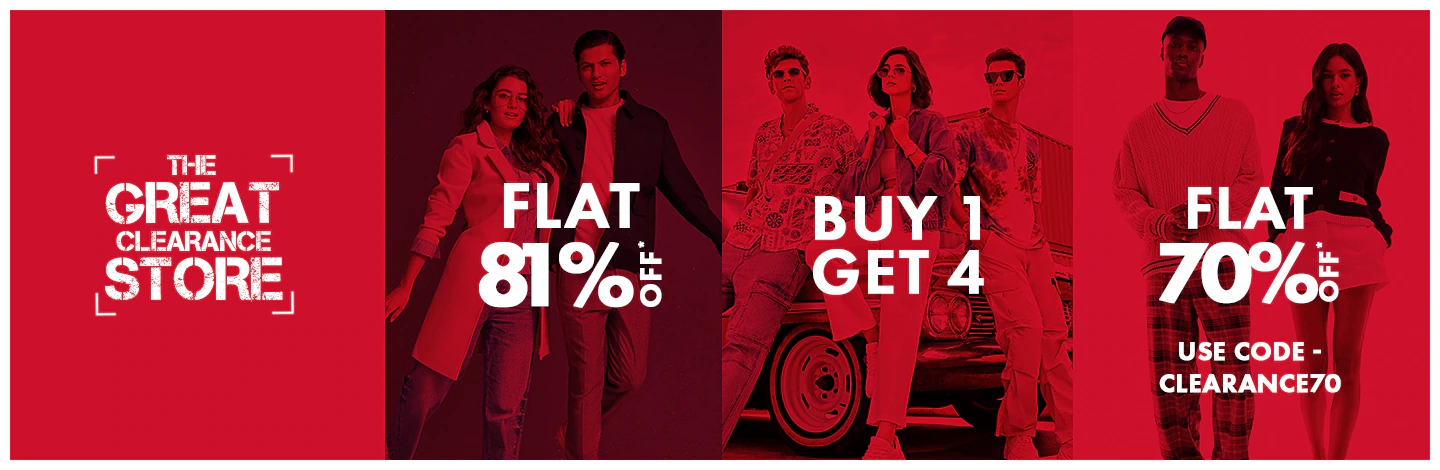 THE
GREAT
CLEARANCE
STORE
FLAT
81% OFF*
BUY 1
GET 4
FLAT
70% OFF*
USE CODE -
CLEARANCE70